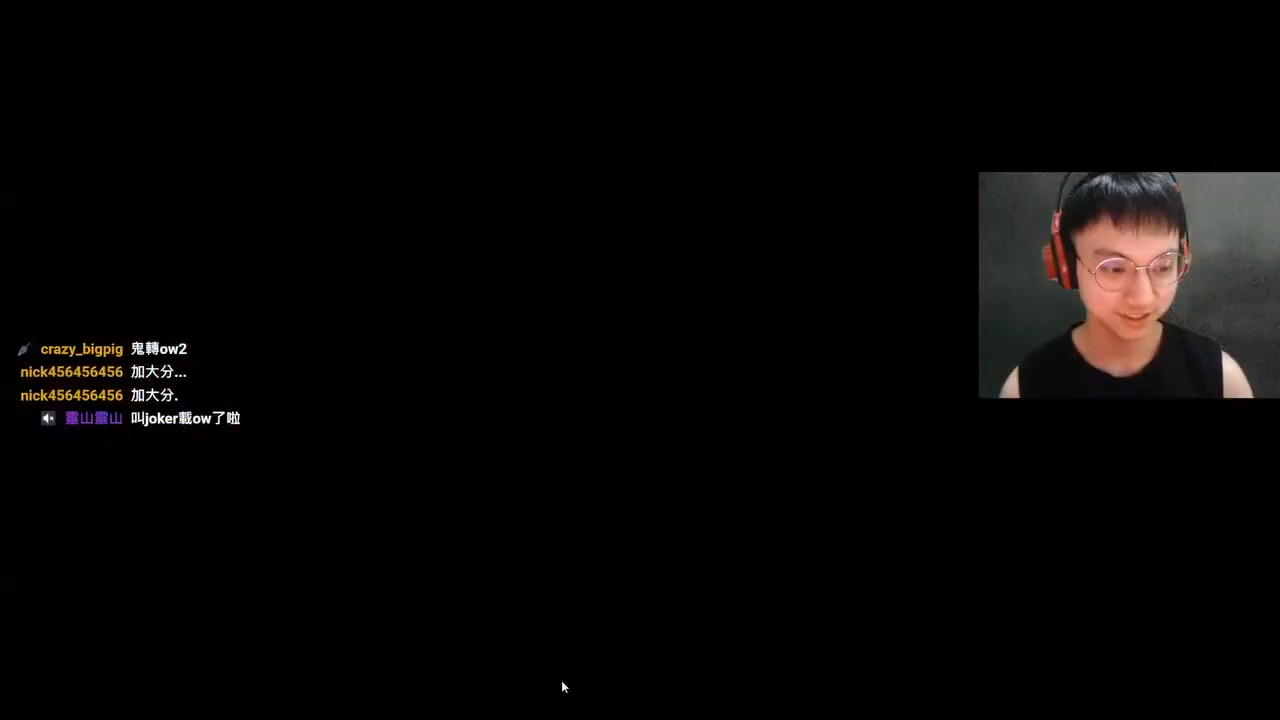 crazy_bigpig 鬼轉ow2
nick456456456 加大分...
nick456456456 加大分.
靈山靈山 叫joker載ow了啦